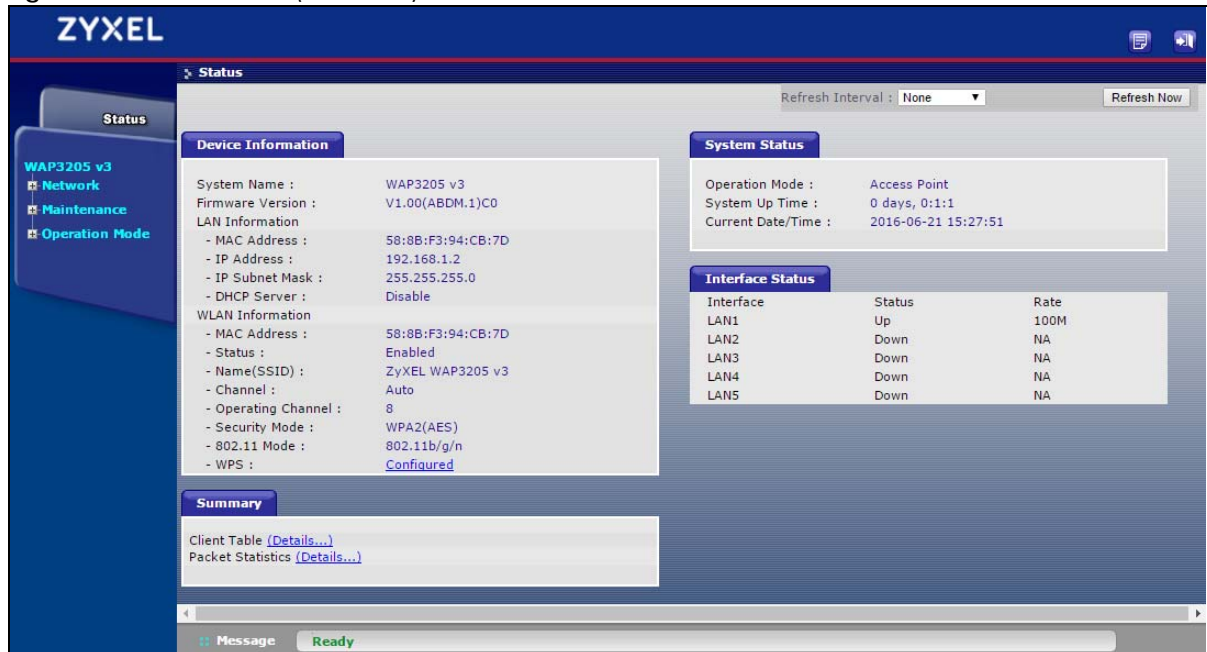 ZYXEL
Status
Refresh Interval : None
Refresh Now
Status
WAP3205 v3
Network
Maintenance
Operation Mode
Device Information
System Name : WAP3205 v3
Firmware Version : V1.00(ABDM.1)C0
LAN Information
- MAC Address : 58:8B:F3:94:CB:7D
- IP Address : 192.168.1.2
- IP Subnet Mask : 255.255.255.0
- DHCP Server : Disable
WLAN Information
- MAC Address : 58:8B:F3:94:CB:7D
- Status : Enabled
- Name(SSID) : ZyXEL WAP3205 v3
- Channel : Auto
- Operating Channel : 8
- Security Mode : WPA2(AES)
- 802.11 Mode : 802.11b/g/n
- WPS : Configured
Summary
Client Table (Details...)
Packet Statistics (Details...)
System Status
Operation Mode : Access Point
System Up Time : 0 days, 0:1:1
Current Date/Time : 2016-06-21 15:27:51
Interface Status
Interface Status Rate
LAN1 Up 100M
LAN2 Down NA
LAN3 Down NA
LAN4 Down NA
LAN5 Down NA
Message Ready